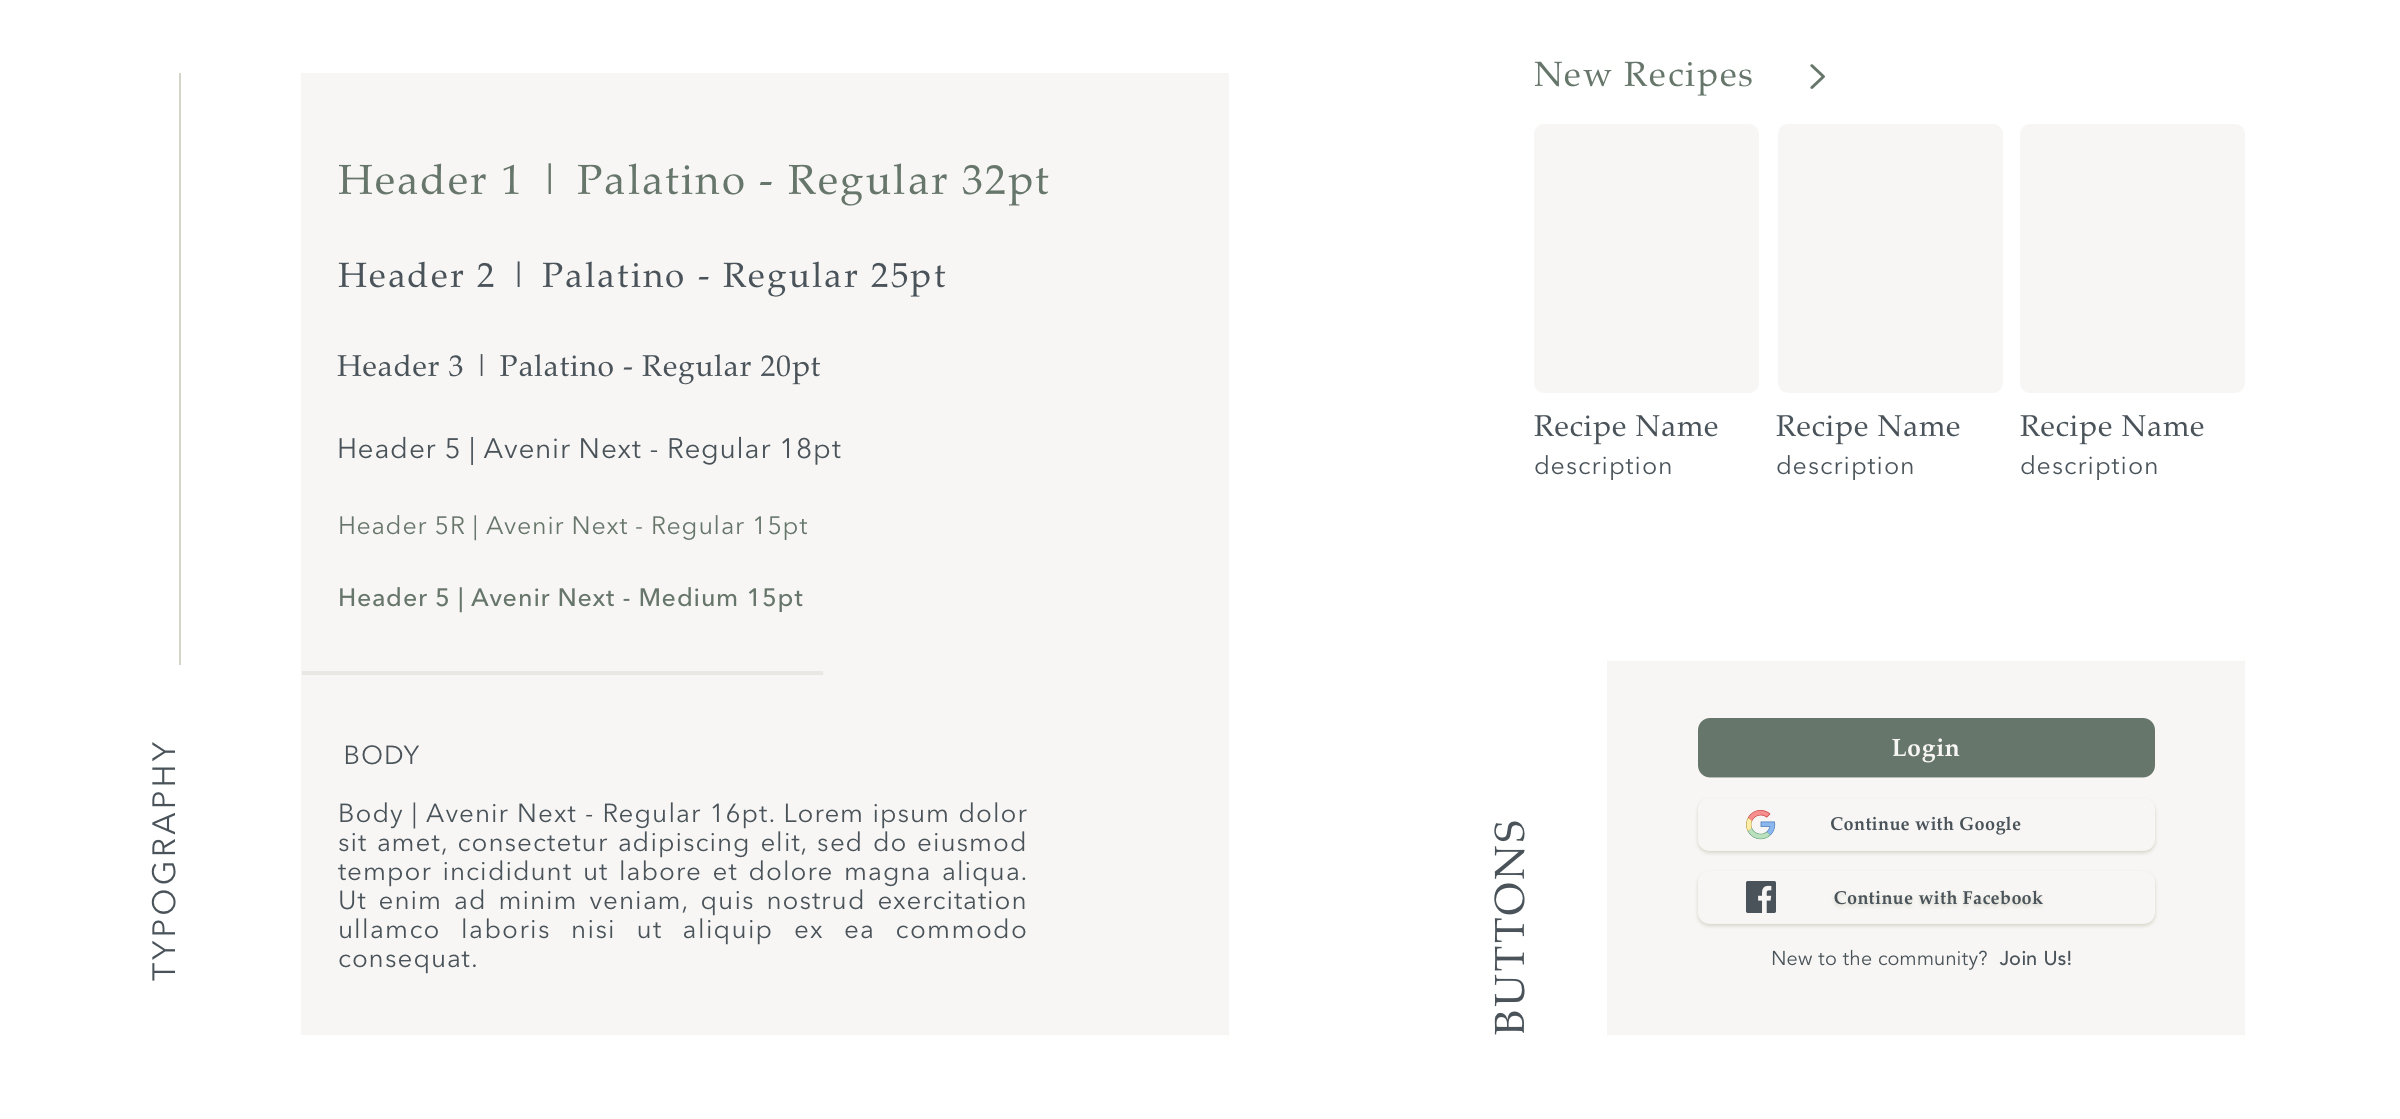 TYPOGRAPHY
Header 1 | Palatino - Regular 32pt
Header 2 | Palatino - Regular 25pt
Header 3 | Palatino - Regular 20pt
Header 5 | Avenir Next - Regular 18pt
Header 5R | Avenir Next - Regular 15pt
Header 5 | Avenir Next - Medium 15pt
BODY
Body | Avenir Next - Regular 16pt. Lorem ipsum dolor
sit amet, consectetur adipiscing elit, sed do eiusmod
tempor incididunt ut labore et dolore magna aliqua.
Ut enim ad minim veniam, quis nostrud exercitation
ullamco laboris nisi ut aliquip ex ea commodo
consequat.
New Recipes
Recipe Name
description
Recipe Name
description
Recipe Name
description
BUTTONS
Login
Continue with Google
Continue with Facebook
New to the community? Join Us!